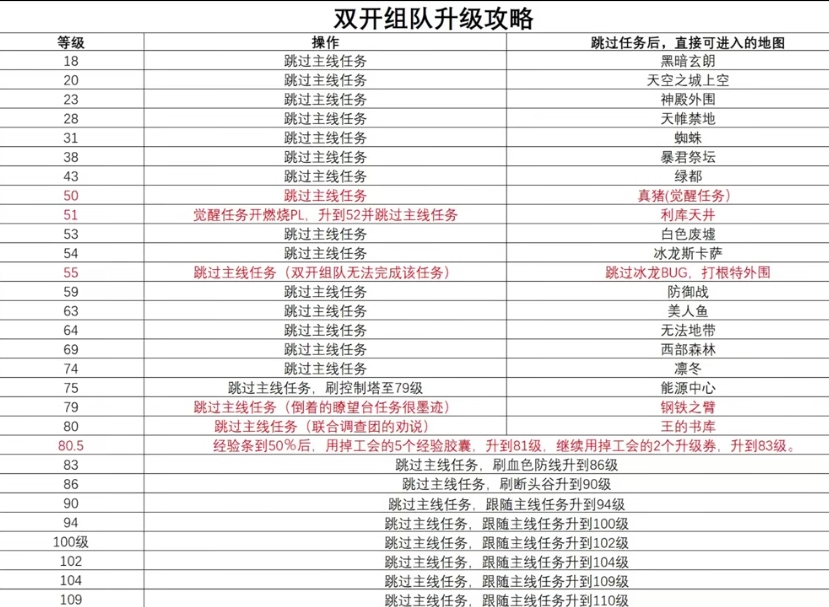 双开组队升级攻略
等级 操作 跳过任务后，直接可进入的地图
18 跳过主线任务 黑暗玄朗
20 跳过主线任务 天空之城上空
23 跳过主线任务 神殿外围
28 跳过主线任务 天帷禁地
31 跳过主线任务 蜘蛛
38 跳过主线任务 暴君祭坛
43 跳过主线任务 绿都
50 跳过主线任务 真猪(觉醒任务）
51 觉醒任务开燃烧PL，升到52并跳过主线任务 利库天井
53 跳过主线任务 白色废墟
54 跳过主线任务 冰龙斯卡萨
55 跳过主线任务（双开组队无法完成该任务） 跳过冰龙BUG，打根特外围
59 跳过主线任务 防御战
63 跳过主线任务 美人鱼
64 跳过主线任务 无法地带
69 跳过主线任务 西部森林
74 跳过主线任务 凛冬
75 跳过主线任务，刷控制塔至79级 能源中心
79 跳过主线任务（倒着的瞭望台任务很墨迹） 钢铁之臂
80 跳过主线任务（联合调查团的劝说） 王的书库
80.5 经验条到50%后，用掉工会的5个经验胶囊，升到81级，继续用掉工会的2个升级券，升到83级。
83 跳过主线任务，刷血色防线升到86级
86 跳过主线任务，刷断头谷升到90级
90 跳过主线任务，跟随主线任务升到94级
94 跳过主线任务，跟随主线任务升到100级
100级 跳过主线任务，跟随主线任务升到102级
102 跳过主线任务，跟随主线任务升到104级
104 跳过主线任务，跟随主线任务升到109级
109 跳过主线任务，跟随主线任务升到110级